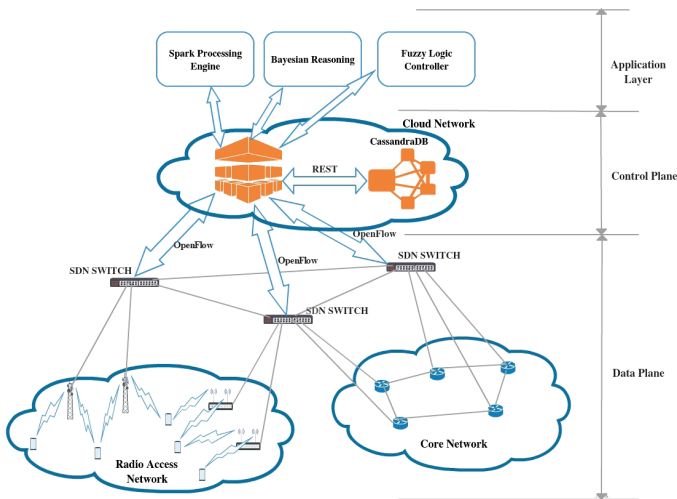 Spark Processing
Engine
Bayesian Reasoning
Fuzzy Logic
Controller
Application
Layer
Cloud Network
CassandraDB
REST
Control Plane
OpenFlow
OpenFlow
OpenFlow
SDN SWITCH
SDN SWITCH
SDN SWITCH
Data Plane
Radio Access
Network
Core Network